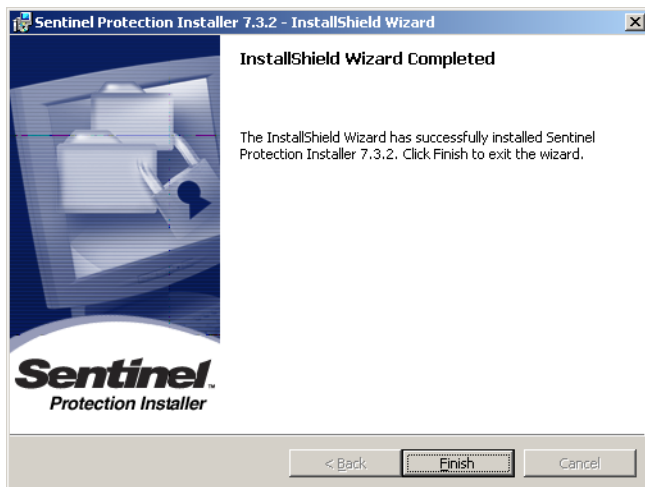 Sentinel Protection Installer 7.3.2 - InstallShield Wizard
InstallShield Wizard Completed
The InstallShield Wizard has successfully installed Sentinel
Protection Installer 7.3.2. Click Finish to exit the wizard.
Sentinel™
Protection Installer
< Back
Finish
Cancel